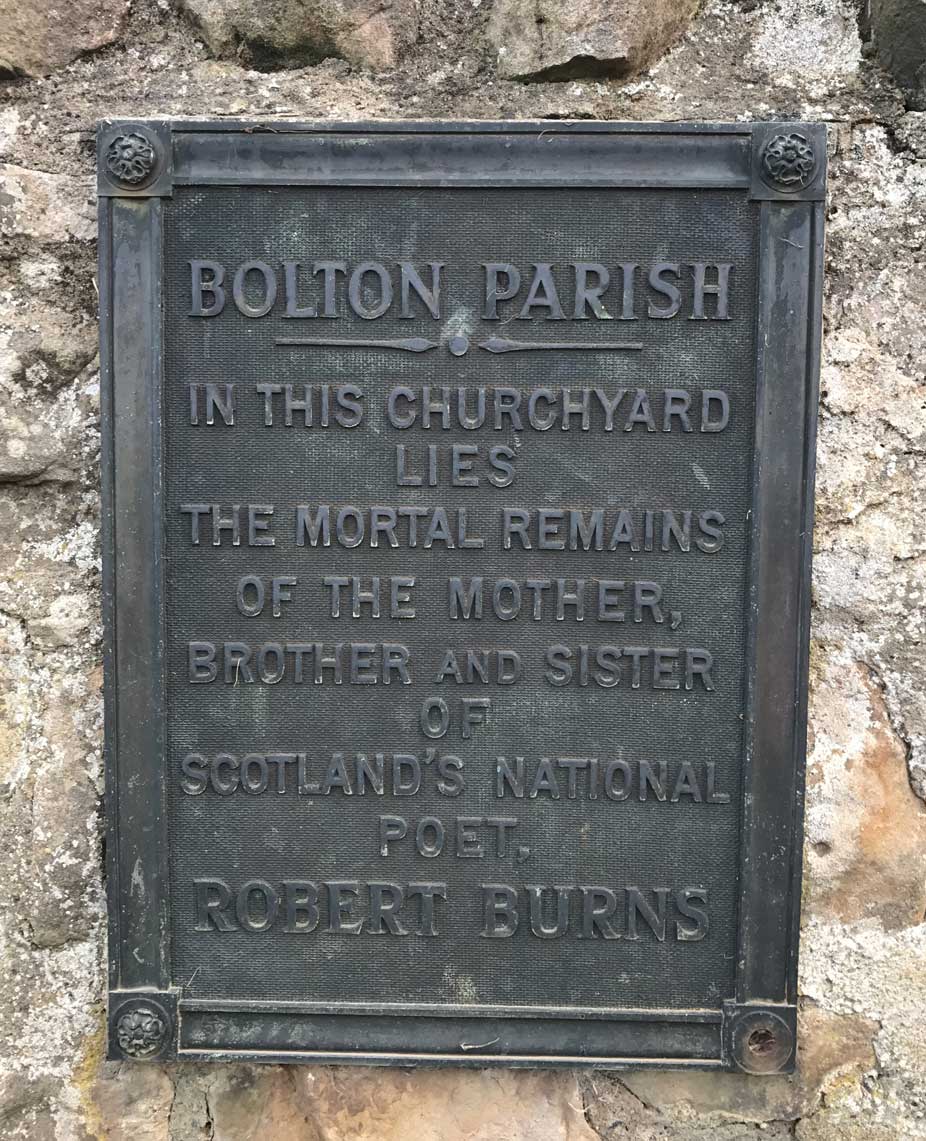 BOLTON PARISH
IN THIS CHURCHYARD
LIES
THE MORTAL REMAINS
OF THE MOTHER,
BROTHER AND SISTER
OF
SCOTLAND'S NATIONAL
POET,
ROBERT BURNS